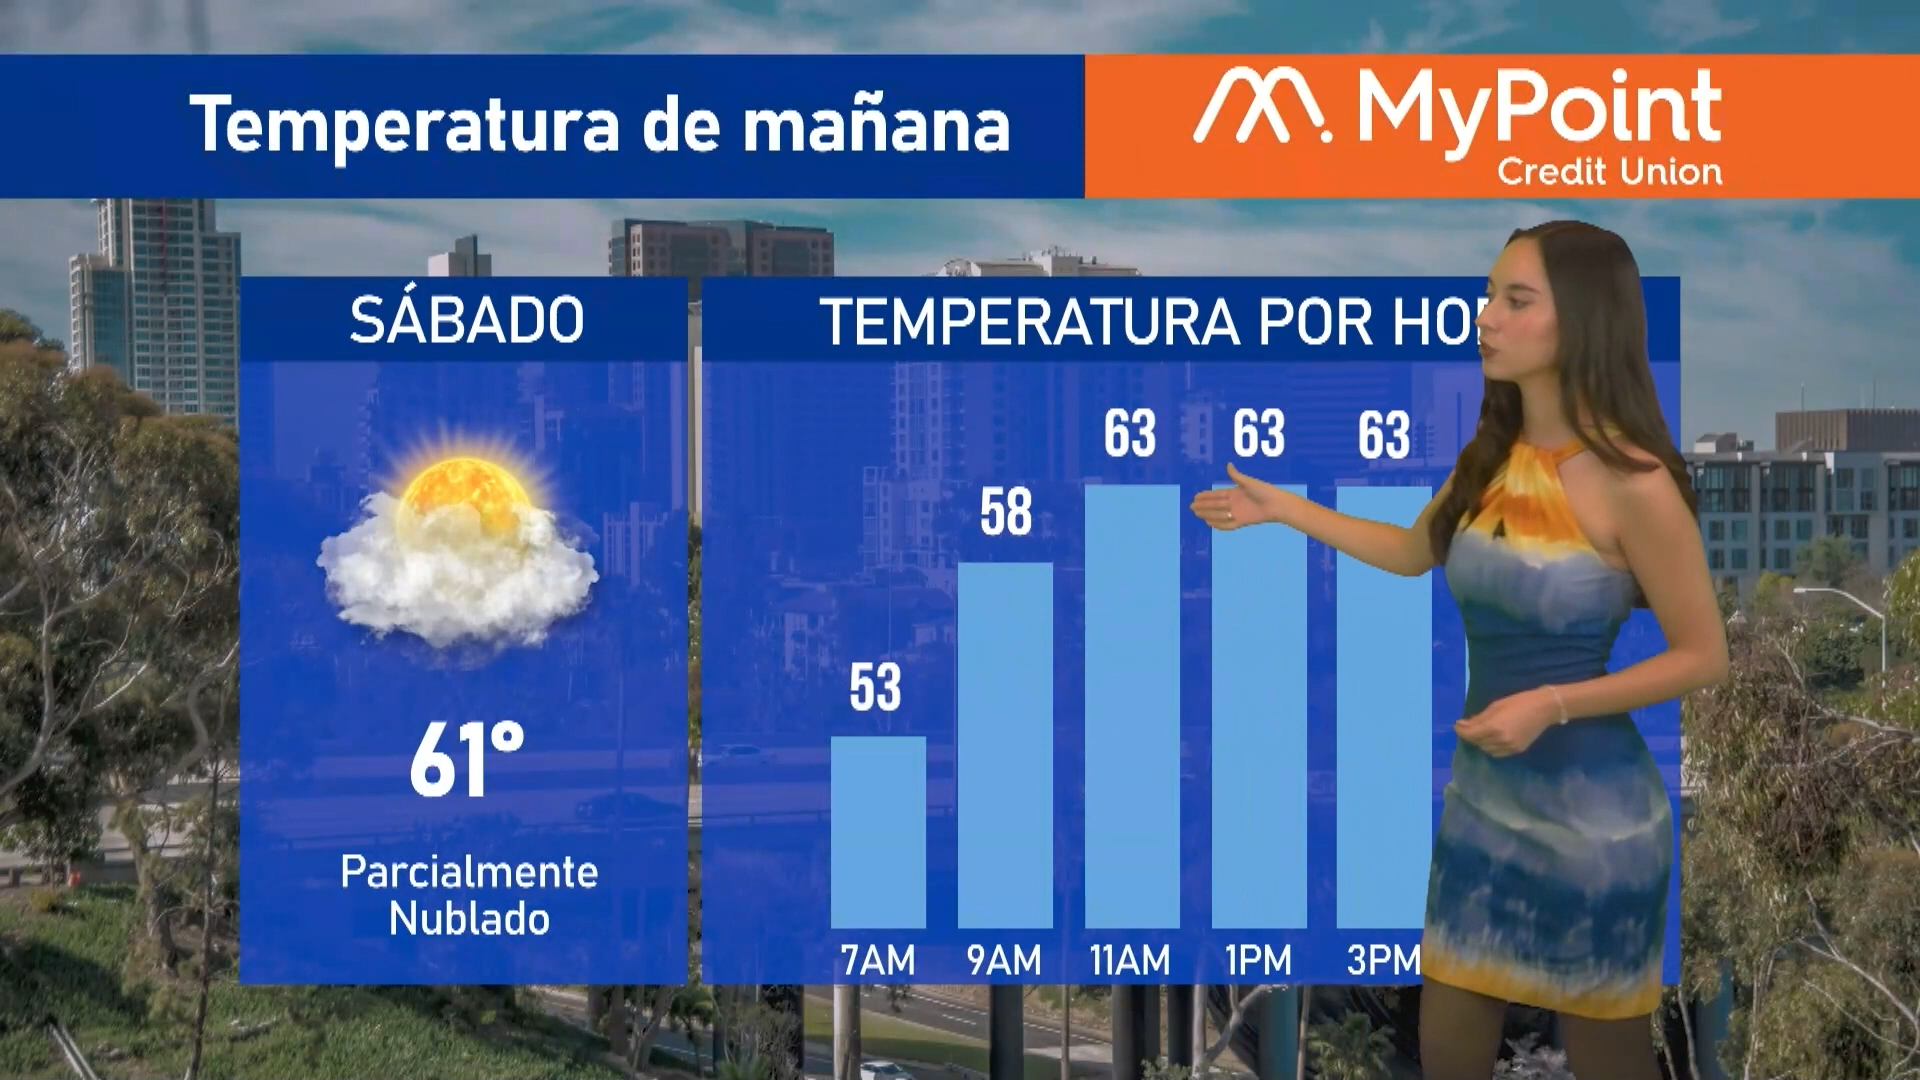 Temperatura de mañana
MyPoint
Credit Union
SÁBADO
61°
Parcialmente
Nublado
TEMPERATURA POR
53
58
63
63
63
7AM
9AM
11AM
1PM
3PM